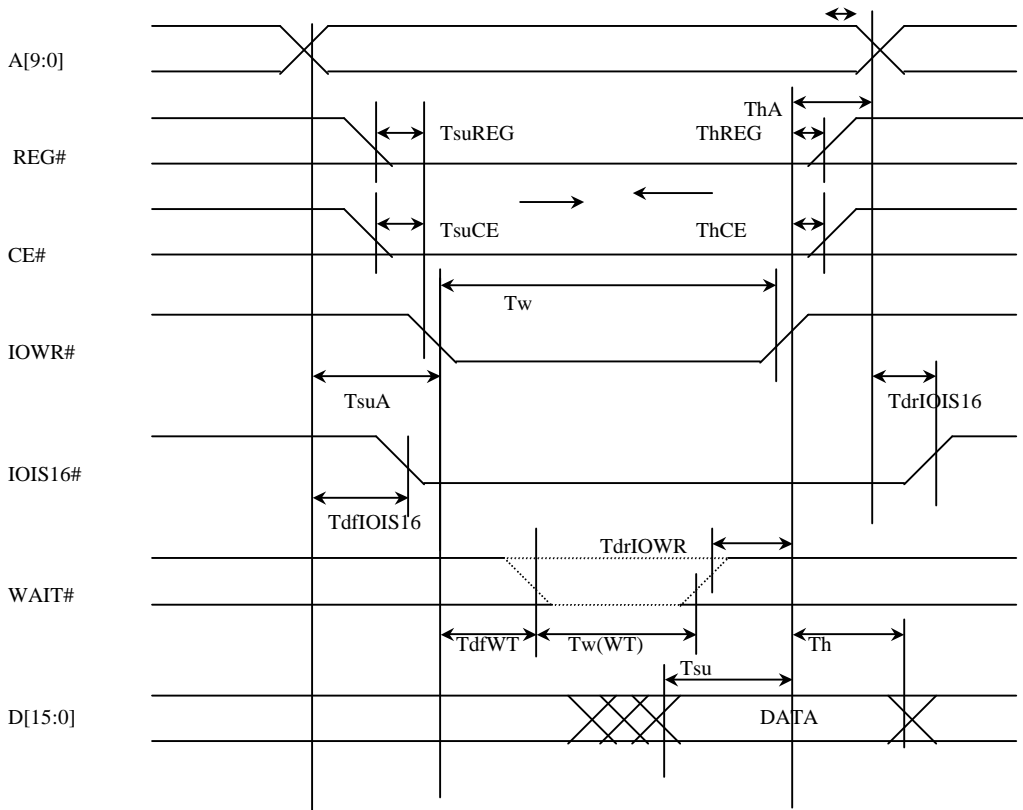 A[9:0]
ThA
TsuREG
ThREG
REG#
TsuCE
ThCE
CE#
Tw
IOWR#
TsuA
TdrIOIS16
IOIS16#
TdfIOIS16
TdrIOWR
WAIT#
TdfWT
Tw(WT)
Th
Tsu
D[15:0]
DATA